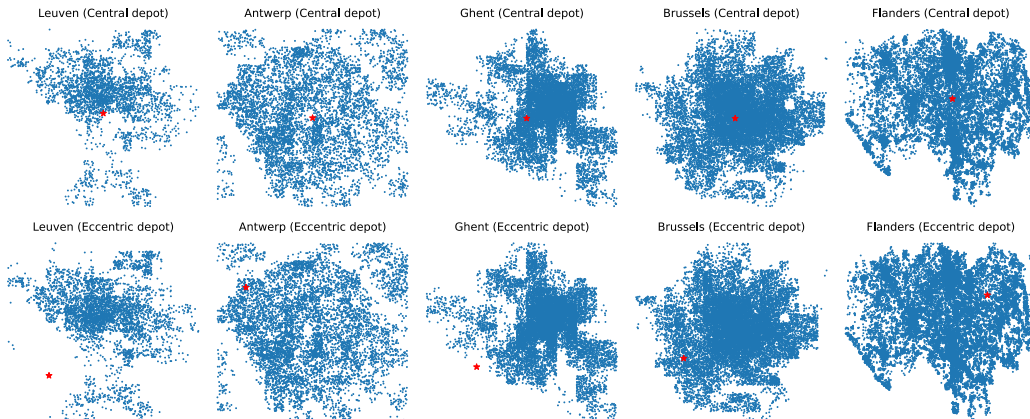 Leuven (Central depot)
Antwerp (Central depot)
Ghent (Central depot)
Brussels (Central depot)
Flanders (Central depot)
Leuven (Eccentric depot)
Antwerp (Eccentric depot)
Ghent (Eccentric depot)
Brussels (Eccentric depot)
Flanders (Eccentric depot)